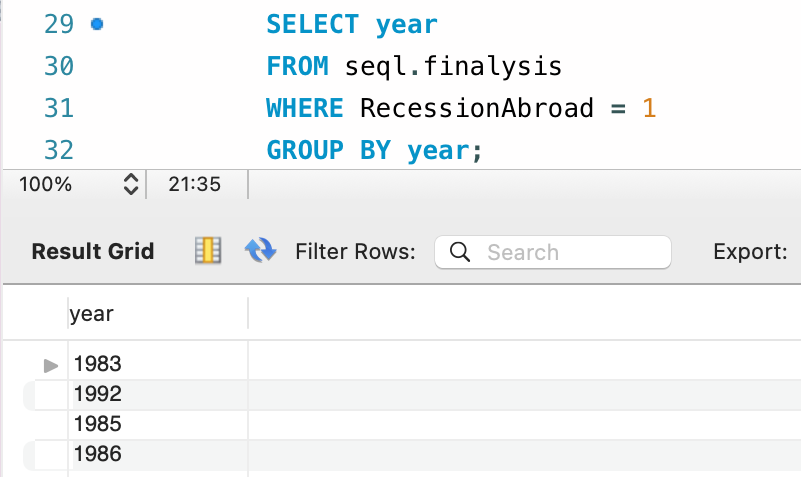 29 SELECT year
30 FROM seql.finalysis
31 WHERE RecessionAbroad = 1
32 GROUP BY year;
100% 21:35
Result Grid Filter Rows: Search Export:
year
1983
1992
1985
1986